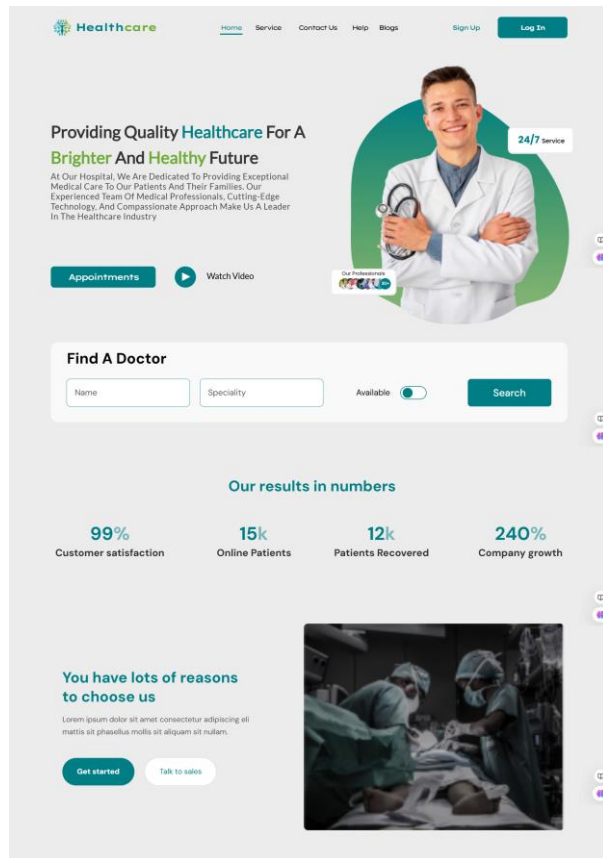 Healthcare
Home Service Contact Us Help Blogs Sign Up Log In
Providing Quality Healthcare For A
Brighter And Healthy Future
At Our Hospital, We Are Dedicated To Providing Exceptional
Medical Care To Our Patients And Their Families. Our
Experienced Team Of Medical Professionals, Cutting-Edge
Technology, And Compassionate Approach Make Us A Leader
In The Healthcare Industry
24/7 Service
Our Professionals
Appointments
Watch Video
Find A Doctor
Name
Speciality
Available
Search
Our results in numbers
99% 15k 12k 240%
Customer satisfaction Online Patients Patients Recovered Company growth
You have lots of reasons
to choose us
Lorem ipsum dolor sit amet consectetur adipiscing eli
mattis sit phasellus mollis sit aliquam sit nullam.
Get started
Talk to sales